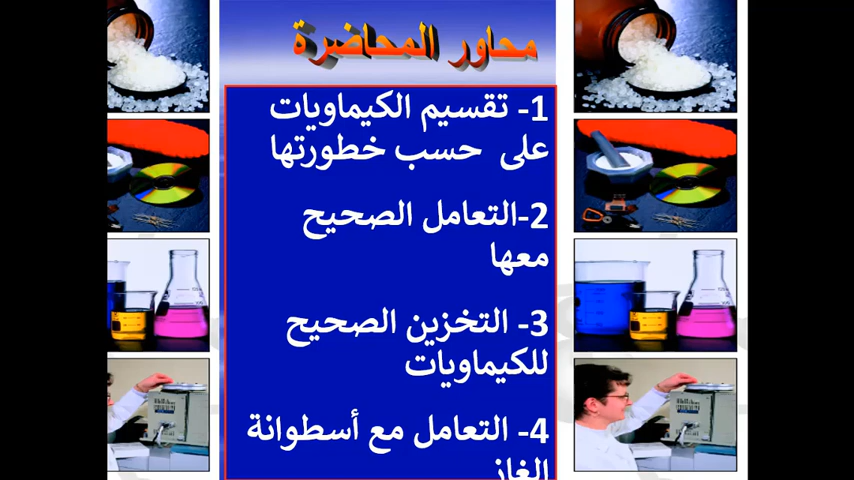 محاور المحاضرة
1- تقسيم الكيماويات
على حسب خطورتها
2-التعامل الصحيح
معها
3- التخزين الصحيح
للكيماويات
4- التعامل مع أسطوانة
الغاز